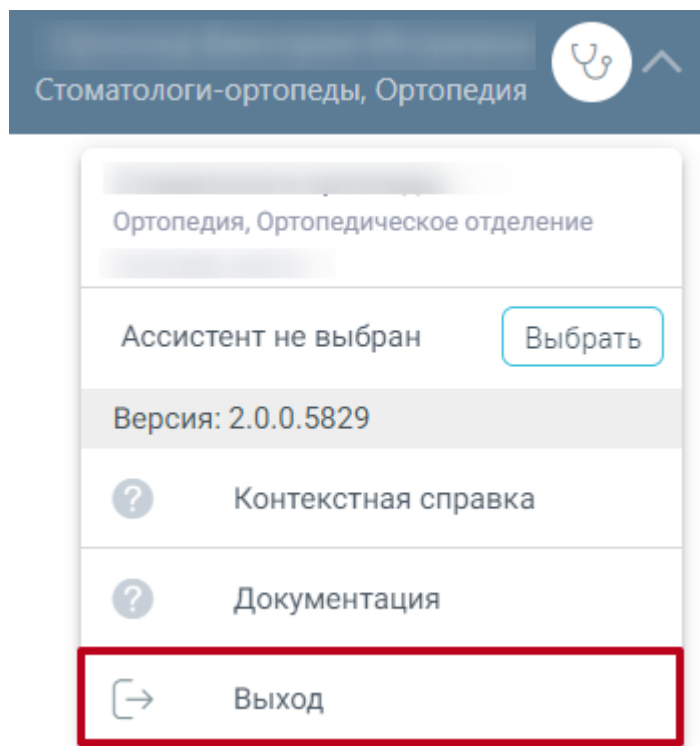 Стоматологи-ортопеды, Ортопедия
Ортопедия, Ортопедическое отделение
Ассистент не выбран
Выбрать
Версия: 2.0.0.5829
Контекстная справка
Документация
Выход